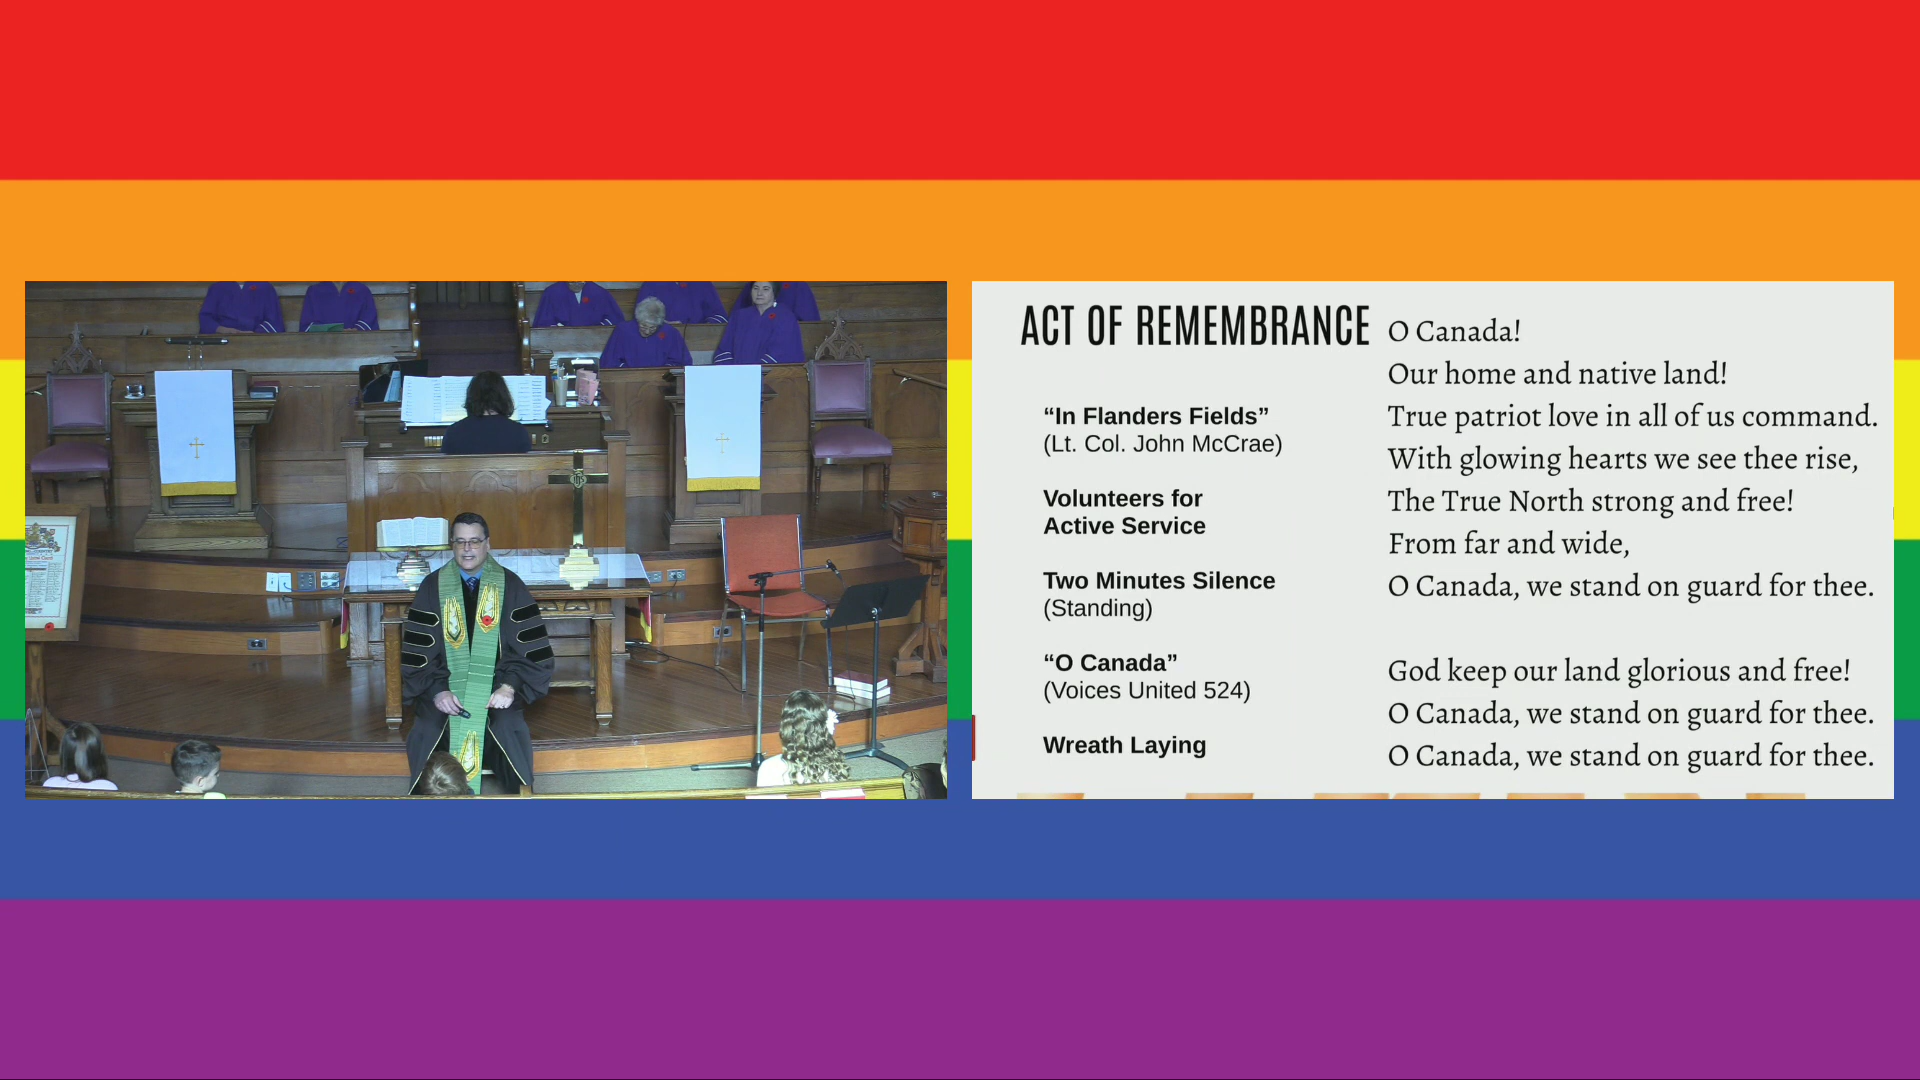 ACT OF REMEMBRANCE
“In Flanders Fields”
(Lt. Col. John McCrae)
Volunteers for
Active Service
Two Minutes Silence
(Standing)
“O Canada”
(Voices United 524)
Wreath Laying
O Canada!
Our home and native land!
True patriot love in all of us command.
With glowing hearts we see thee rise,
The True North strong and free!
From far and wide,
O Canada, we stand on guard for thee.
God keep our land glorious and free!
O Canada, we stand on guard for thee.
O Canada, we stand on guard for thee.